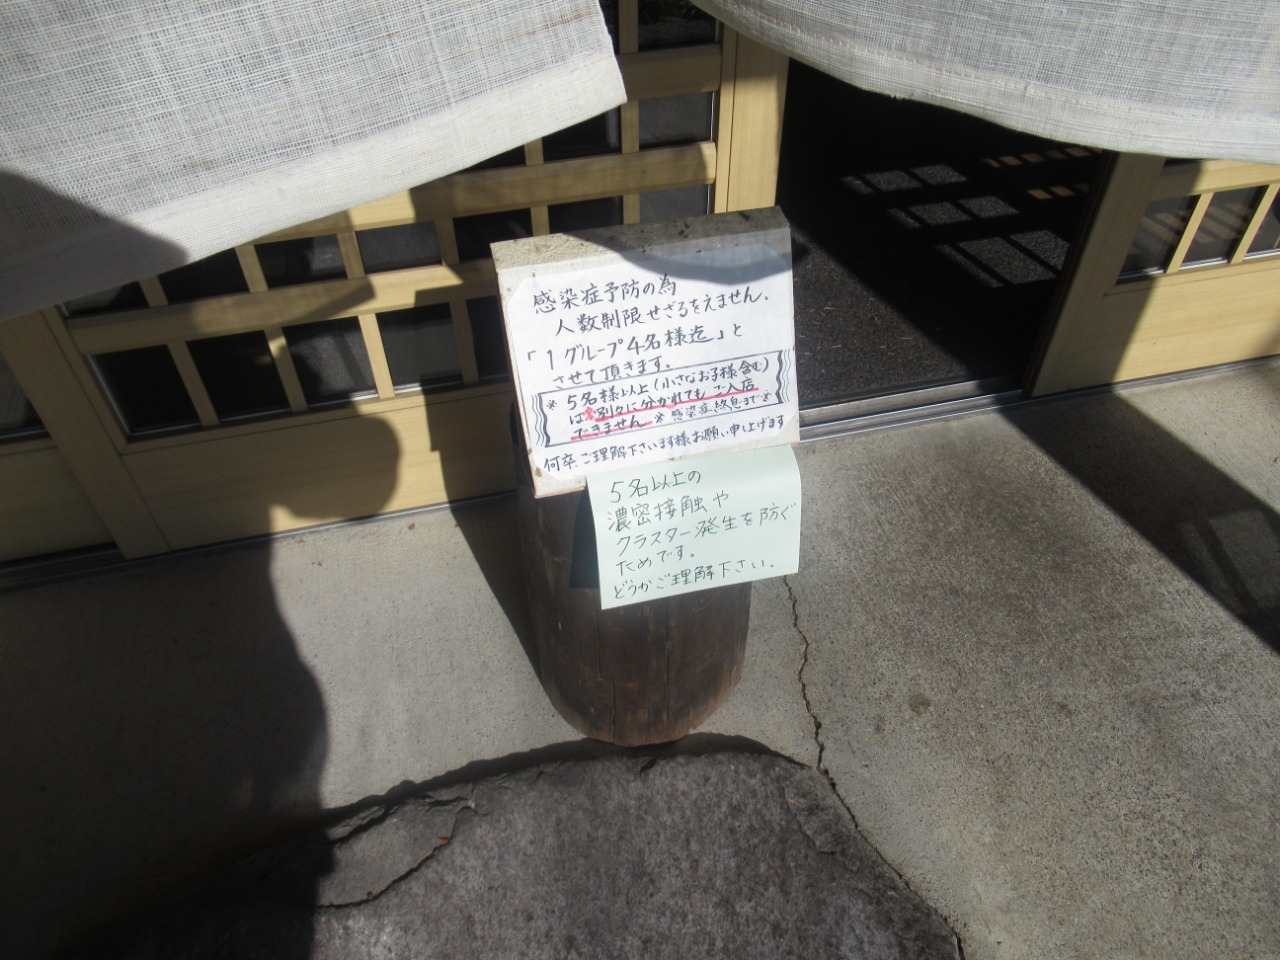 感染症予防の為
人数制限せざるをえません。
「1グループ4名様迄」と
させて頂きます。
※ 5名様以上(小さなお子様含む)
は別々に分かれてもご入店
できません ※感染症終息まで※
何卒、ご理解下さいます様お願い申し上げます
5名以上の
濃密接触や
クラスター発生を防ぐ
ためです。
どうかご理解下さい.